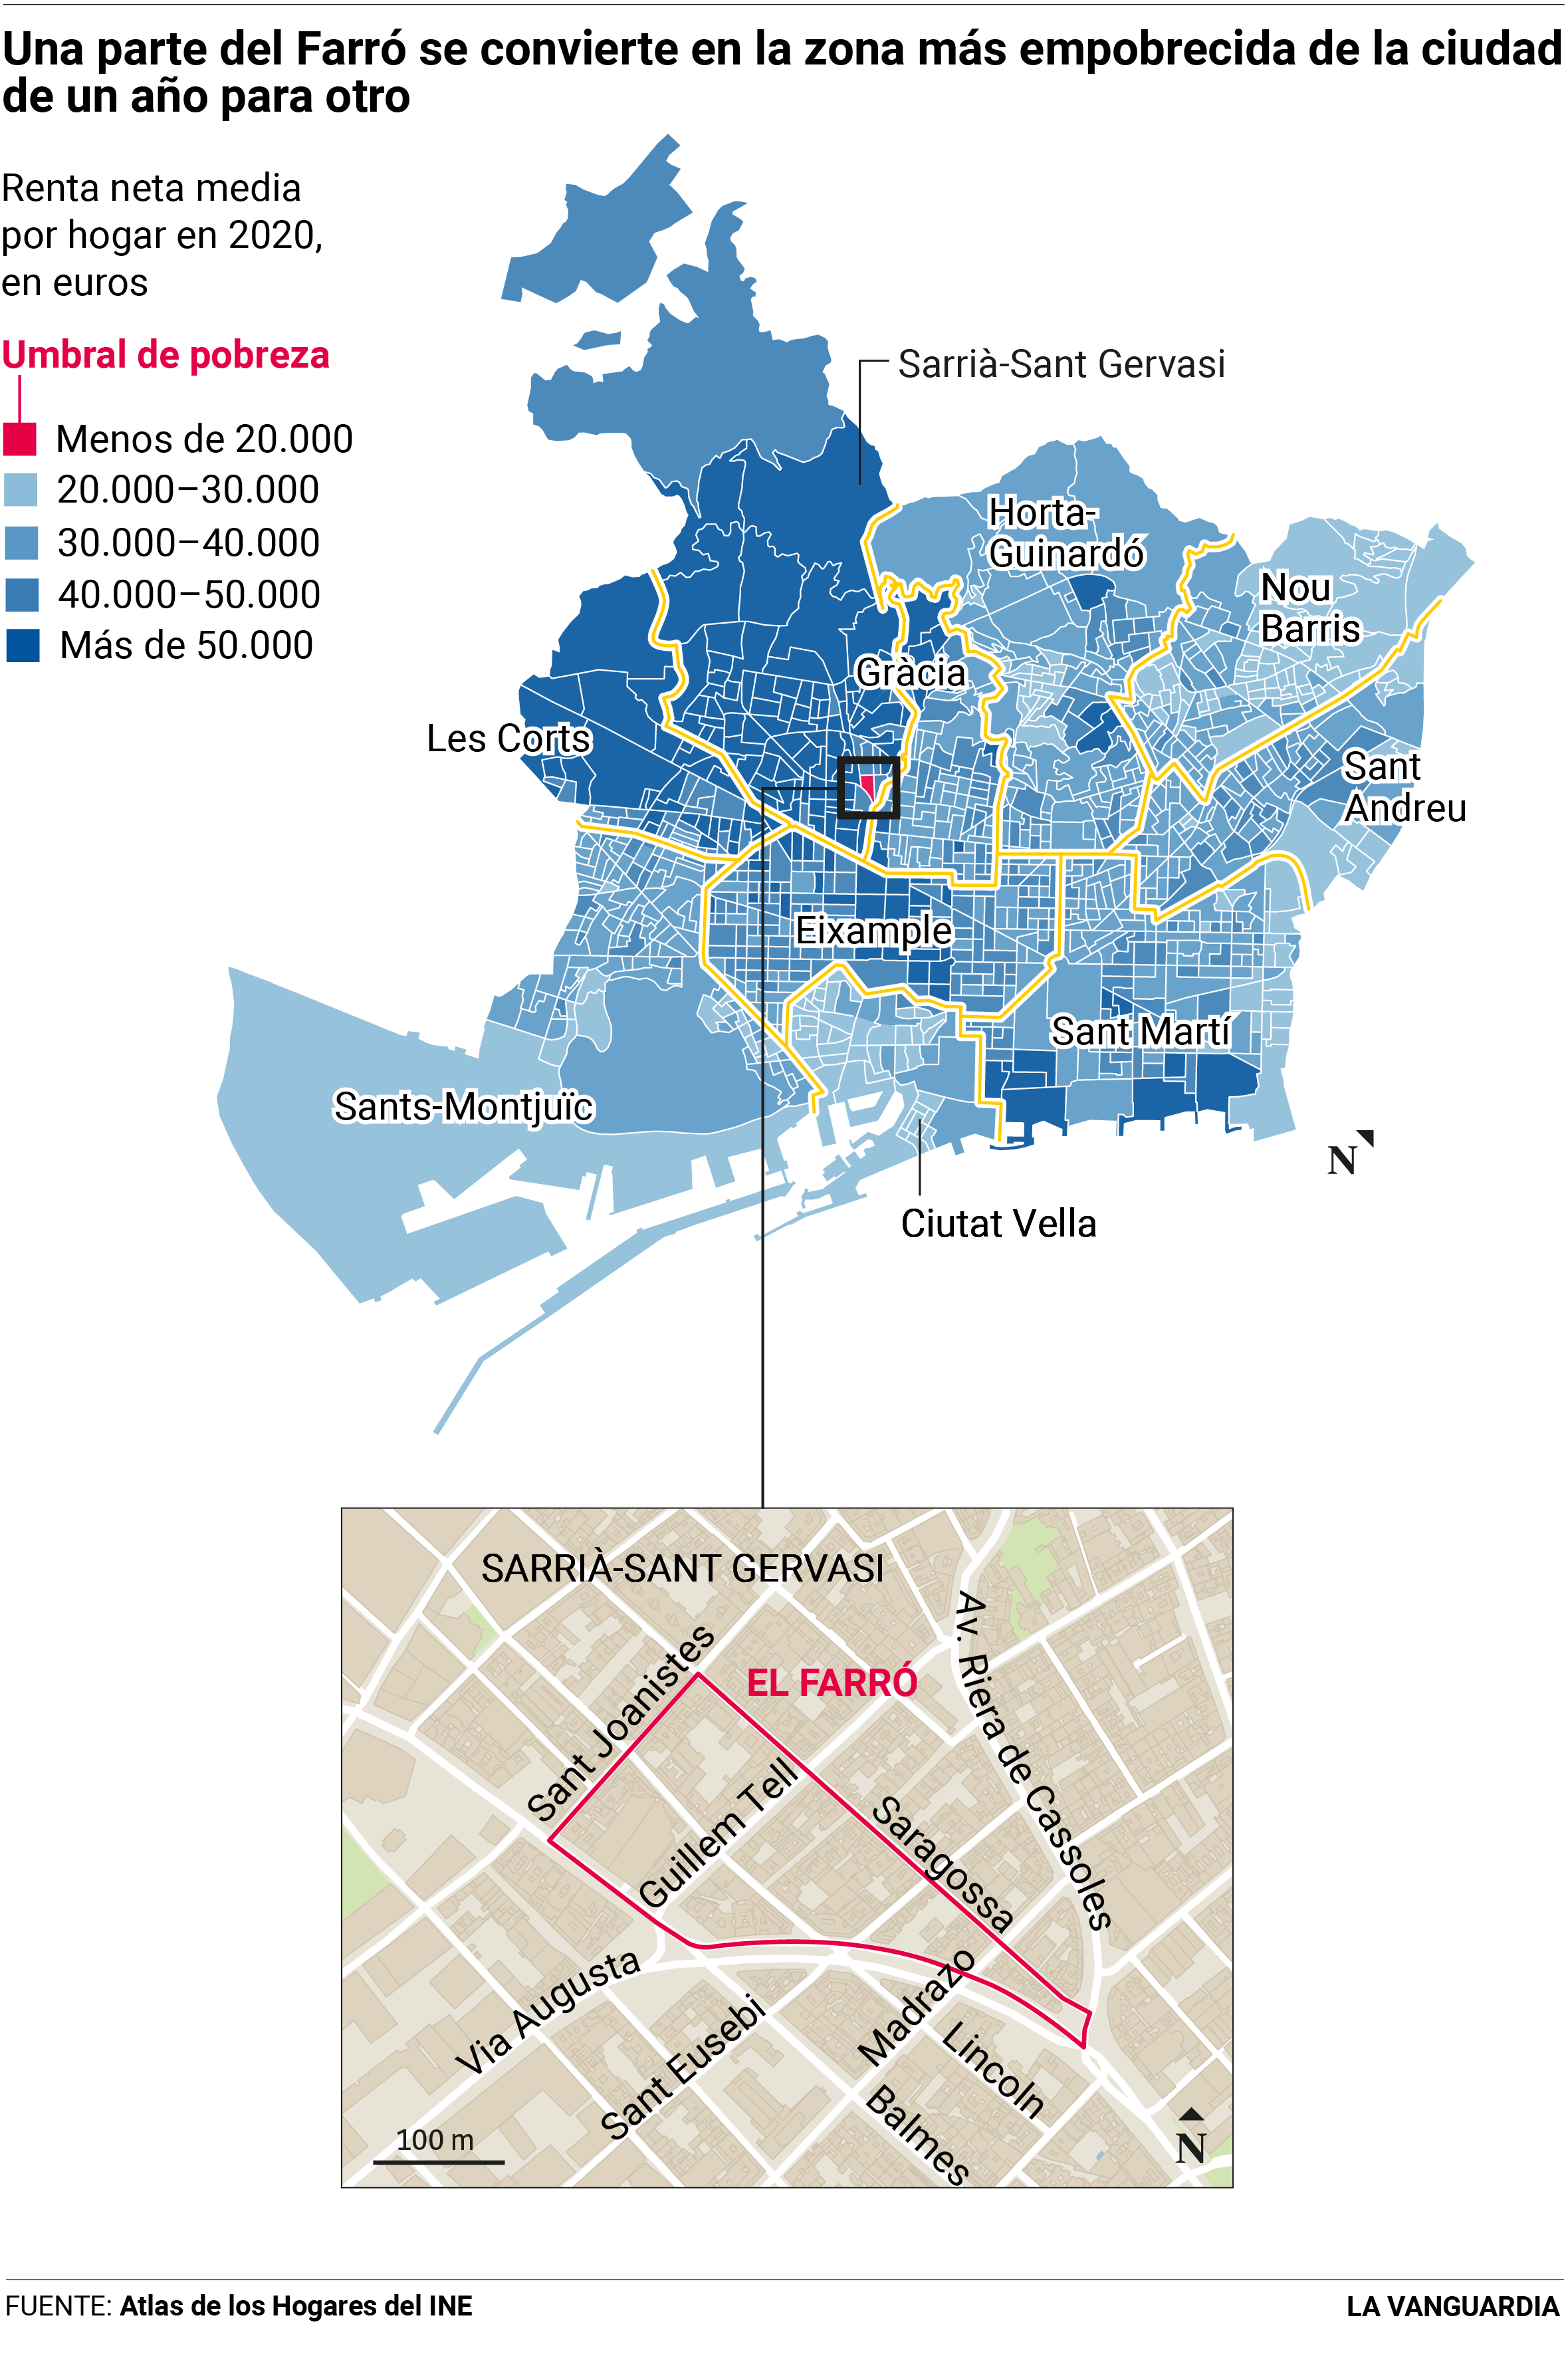 Una parte del Farró se convierte en la zona más empobrecida de la ciudad
de un año para otro
Renta neta media
por hogar en 2020,
en euros
Umbral de pobreza
Menos de 20.000
20.000–30.000
30.000–40.000
40.000–50.000
Más de 50.000
Sarrià-Sant Gervasi
Horta-
Guinardó
Nou
Barris
Gràcia
Les Corts
Sant
Andreu
Eixample
Sant Martí
Sants-Montjuïc
N
Ciutat Vella
SARRIÀ-SANT GERVASI
EL FARRÓ
Av. Riera de Cassoles
Sant Joanistes
Guillem Tell
Saragossa
Via Augusta
Sant Eusebi
Madrazo
Lincoln
Balmes
100 m
N
FUENTE: Atlas de los Hogares del INE
LA VANGUARDIA